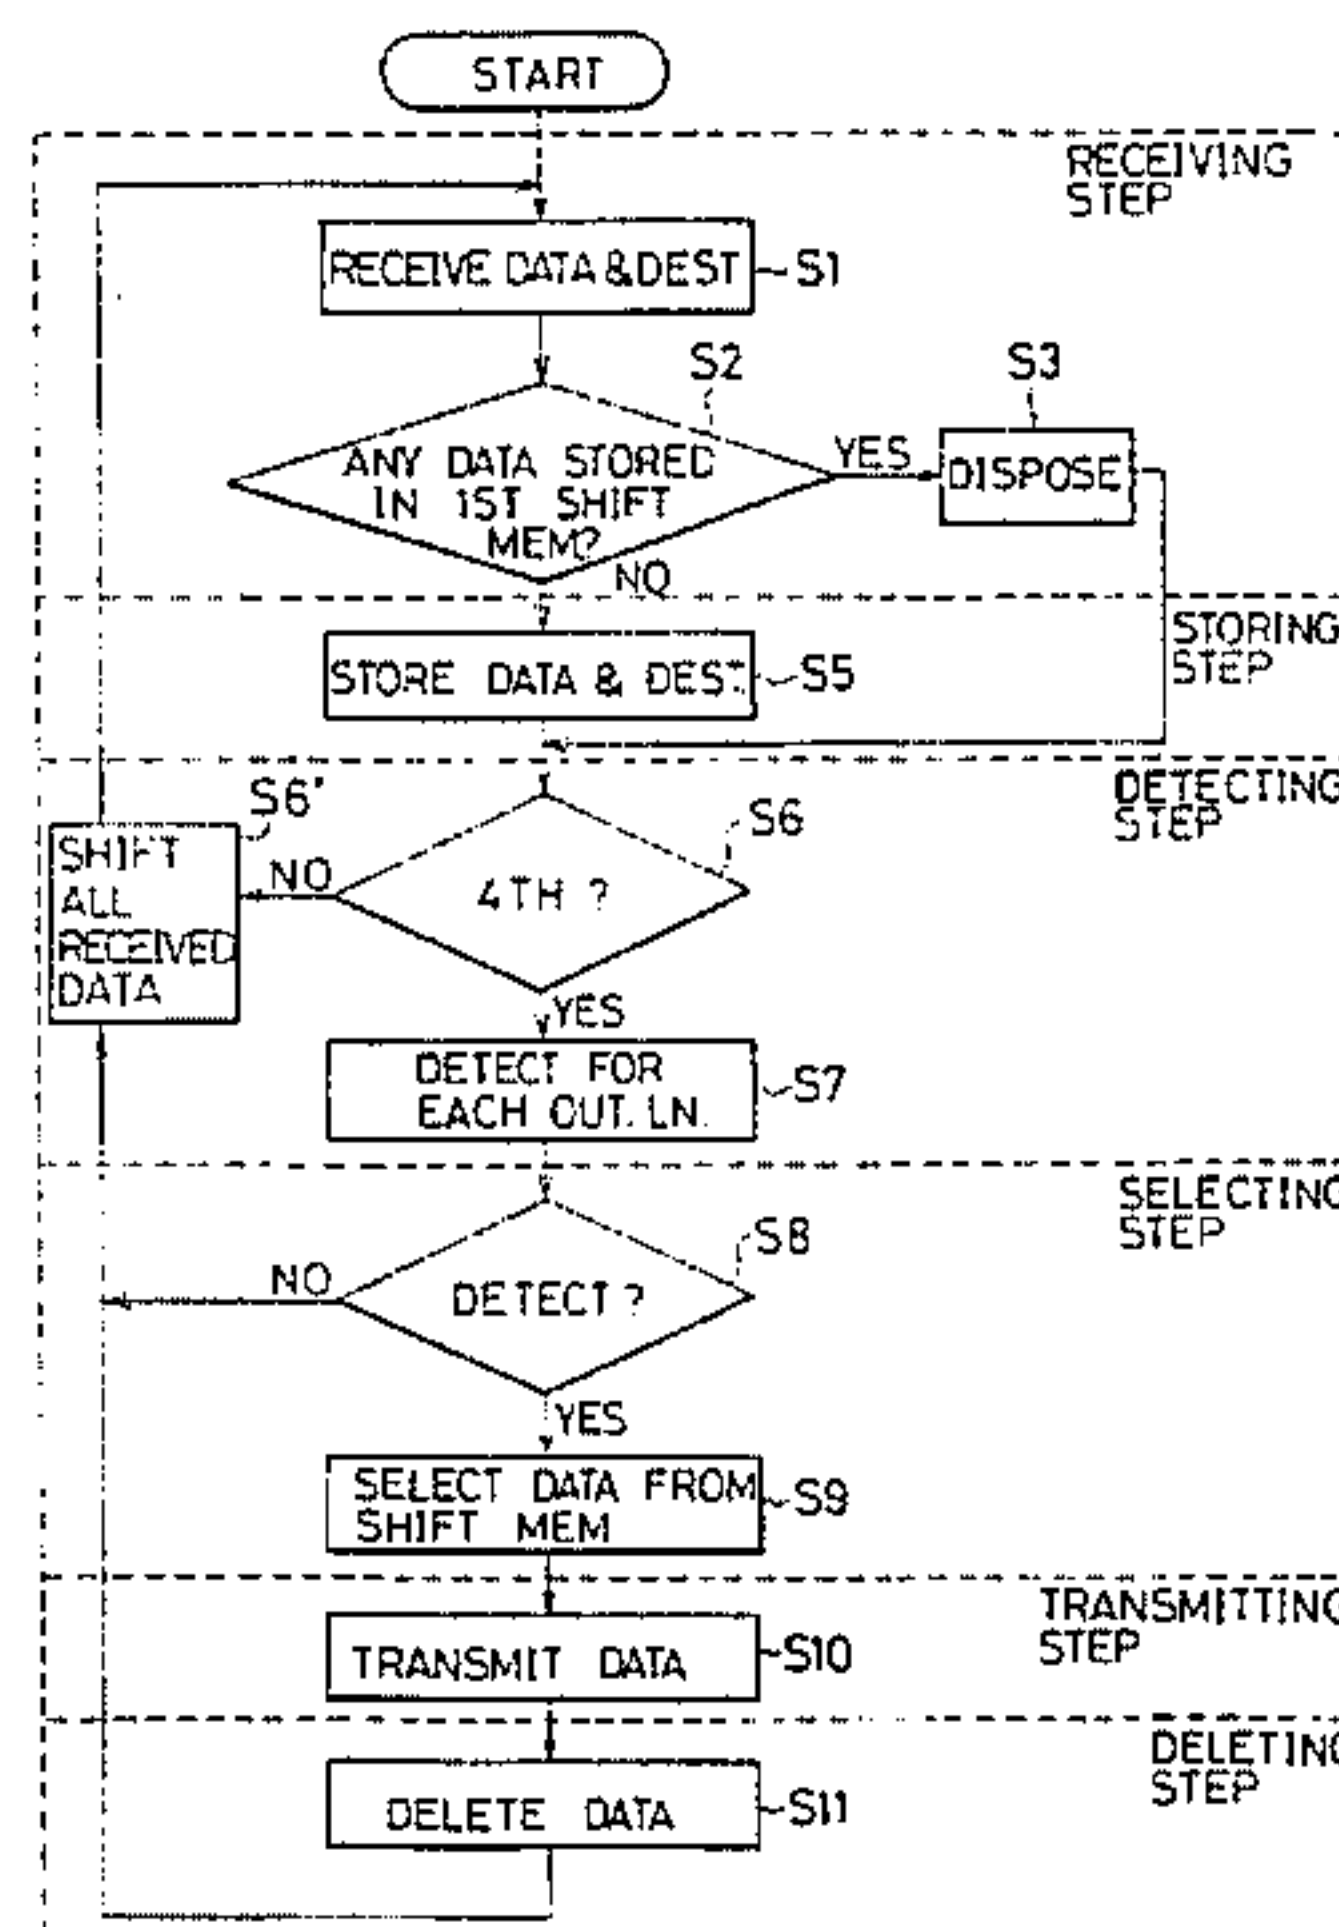 START
RECEIVING
STEP
RECEIVE DATA & DEST
S1
S2
S3
ANY DATA STORED
IN 1ST SHIFT
MEM?
YES
DISPOSE
NO
STORING
STEP
STORE DATA & DEST.
S5
DETECTING
STEP
S6'
S6
SHIFT
ALL
RECEIVED
DATA
NO
4TH ?
YES
DETECT FOR
EACH OUT. LN.
S7
SELECTING
STEP
S8
NO
DETECT ?
YES
SELECT DATA FROM
SHIFT MEM
S9
TRANSMITTING
STEP
TRANSMIT DATA
S10
DELETING
STEP
DELETE DATA
S11